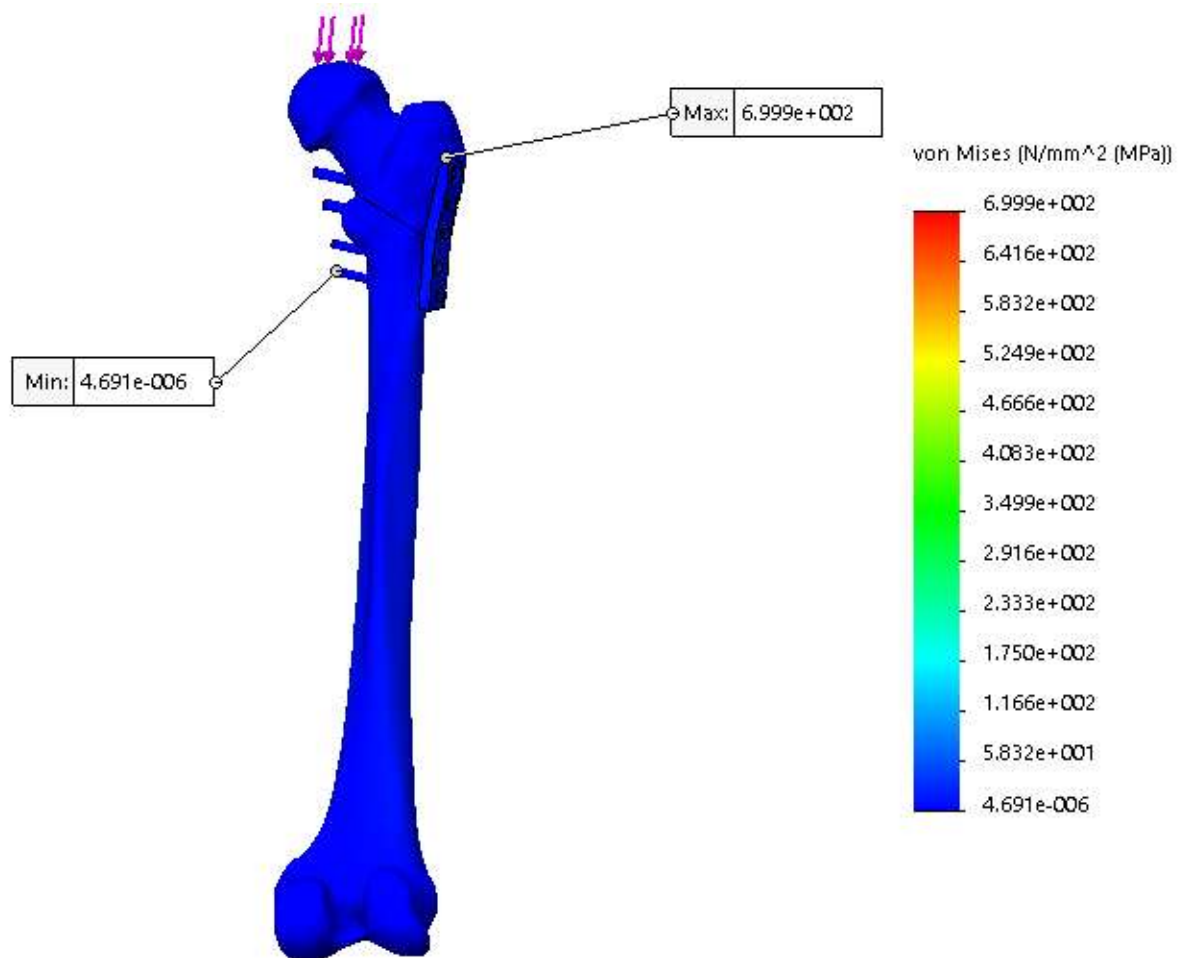 Max: 6.999e+002
von Mises (N/mm^2 (MPa))
6.999e+002
6.416e+002
5.832e+002
5.249e+002
4.666e+002
4.083e+002
3.499e+002
2.916e+002
2.333e+002
1.750e+002
1.166e+002
5.832e+001
4.691e-006
Min: 4.691e-006